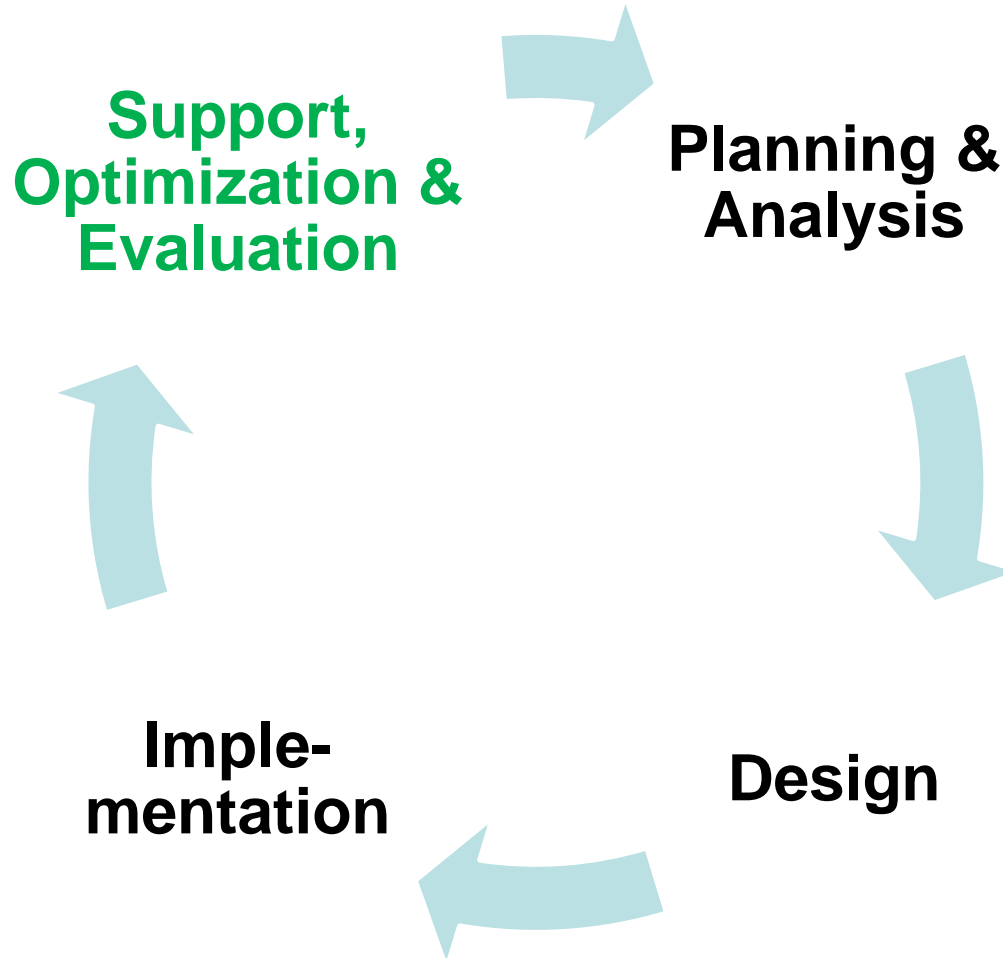 Support,
Optimization &
Evaluation
Planning &
Analysis
Design
Imple-
mentation